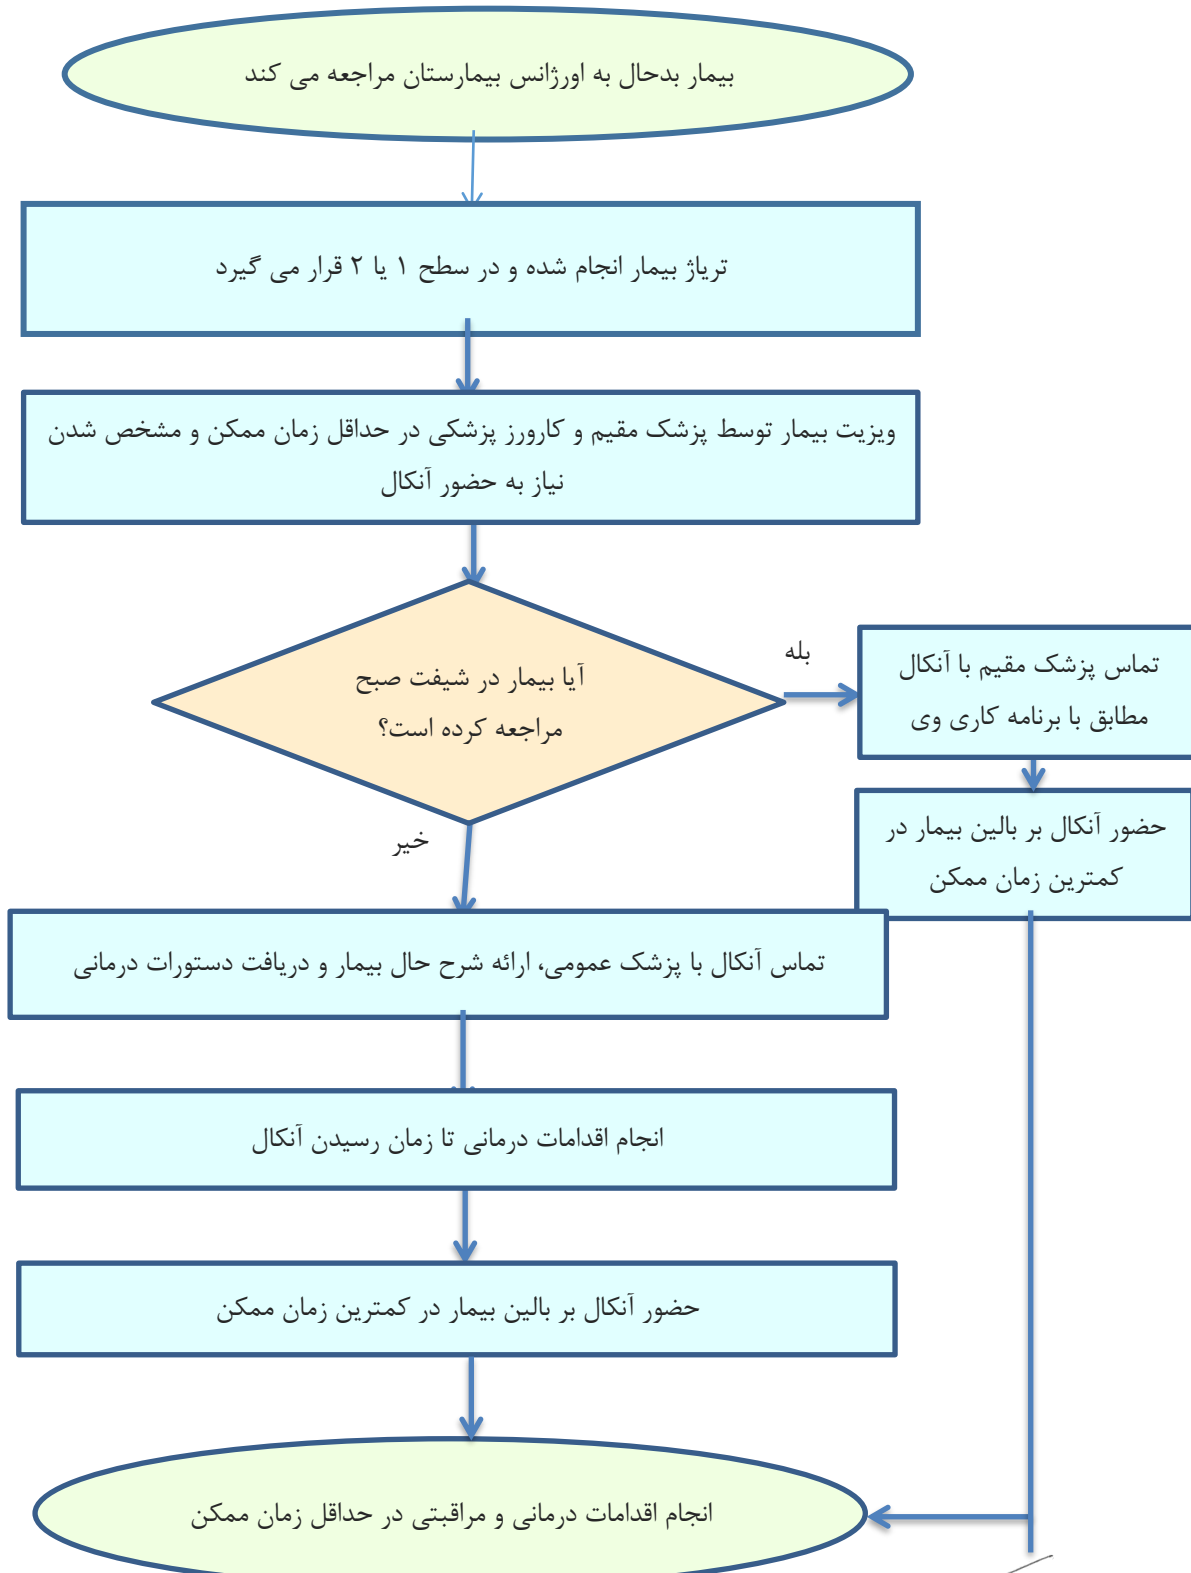 بیمار بدحال به اورژانس بیمارستان مراجعه می کند
تریاژ بیمار انجام شده و در سطح ۱ یا ۲ قرار می گیرد
ویزیت بیمار توسط پزشک مقیم و کارورز پزشکی در حداقل زمان ممکن و مشخص شدن
نیاز به حضور آنکال
آیا بیمار در شیفت صبح
مراجعه کرده است؟
بله
تماس پزشک مقیم با آنکال
مطابق با برنامه کاری وی
حضور آنکال بر بالین بیمار در
کمترین زمان ممکن
خیر
تماس آنکال با پزشک عمومی، ارائه شرح حال بیمار و دریافت دستورات درمانی
انجام اقدامات درمانی تا زمان رسیدن آنکال
حضور آنکال بر بالین بیمار در کمترین زمان ممکن
انجام اقدامات درمانی و مراقبتی در حداقل زمان ممکن